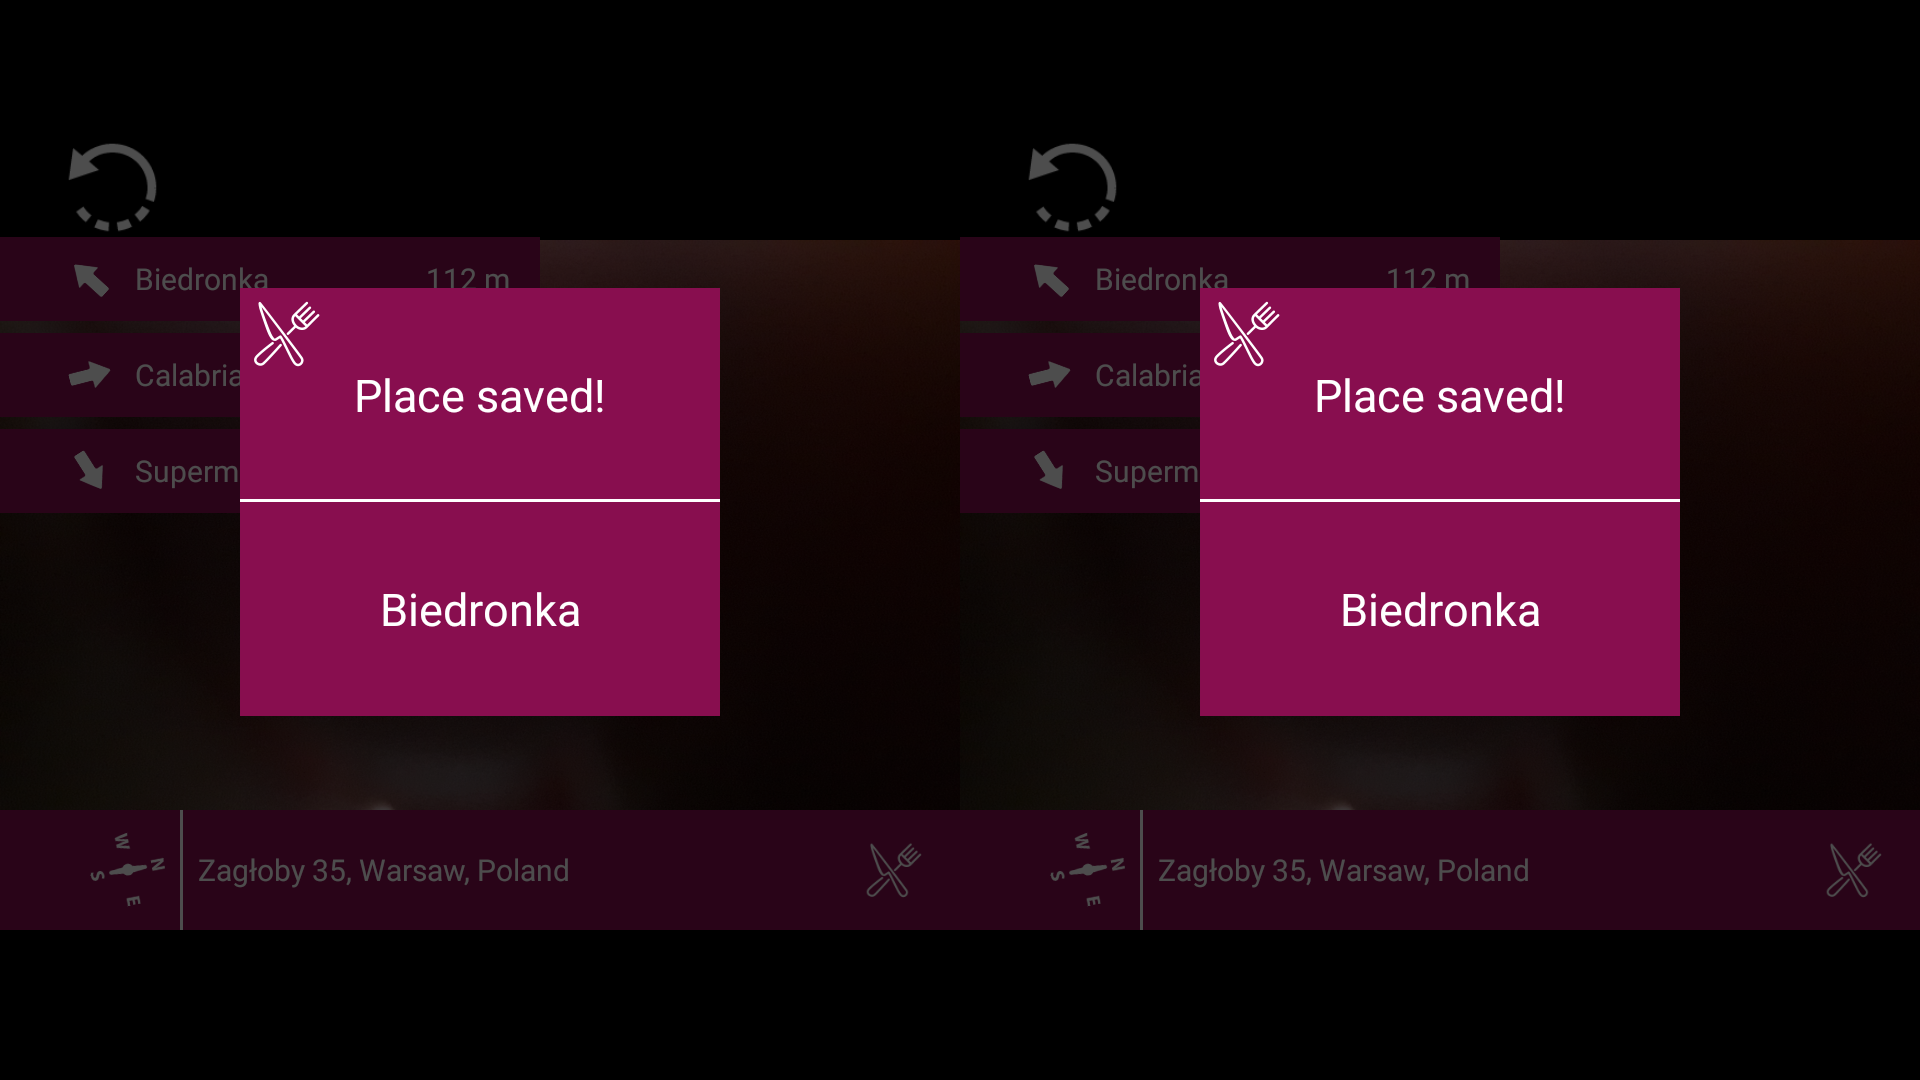 Biedronka 112 m
Calabria
Superm
Place saved!
Biedronka
W
N
S
E
Zagłoby 35, Warsaw, Poland
Biedronka 112 m
Calabria
Superm
Place saved!
Biedronka
W
N
S
E
Zagłoby 35, Warsaw, Poland